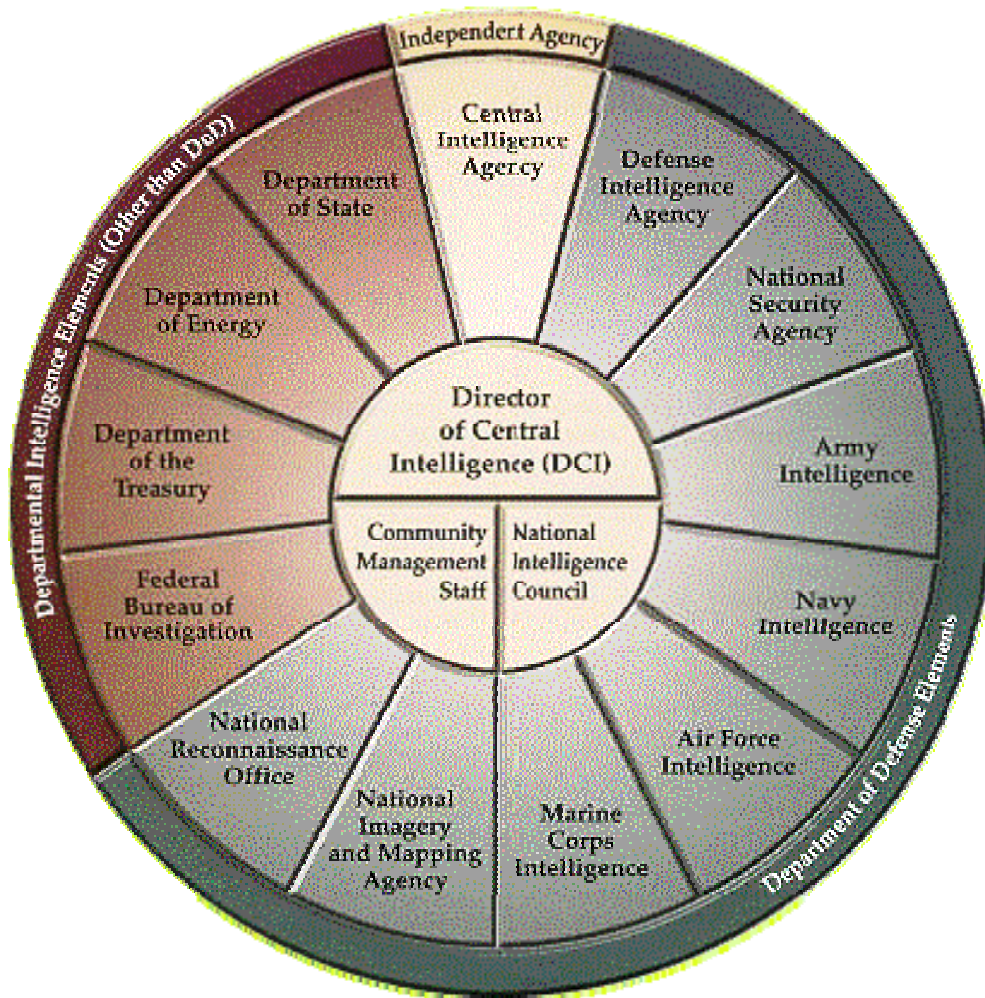 Independent Agency
Central
Intelligence
Agency
Defense
Intelligence
Agency
National
Security
Agency
Army
Intelligence
Navy
Intelligence
Air Force
Intelligence
Marine
Corps
Intelligence
National
Imagery
and Mapping
Agency
National
Reconnaissance
Office
Federal
Bureau of
Investigation
Department
of the
Treasury
Department
of Energy
Department
of State
Director
of Central
Intelligence (DCI)
Community
Management
Staff
National
Intelligence
Council
Departmental Intelligence Elements (Other than DoD)
Department of Defense Elements